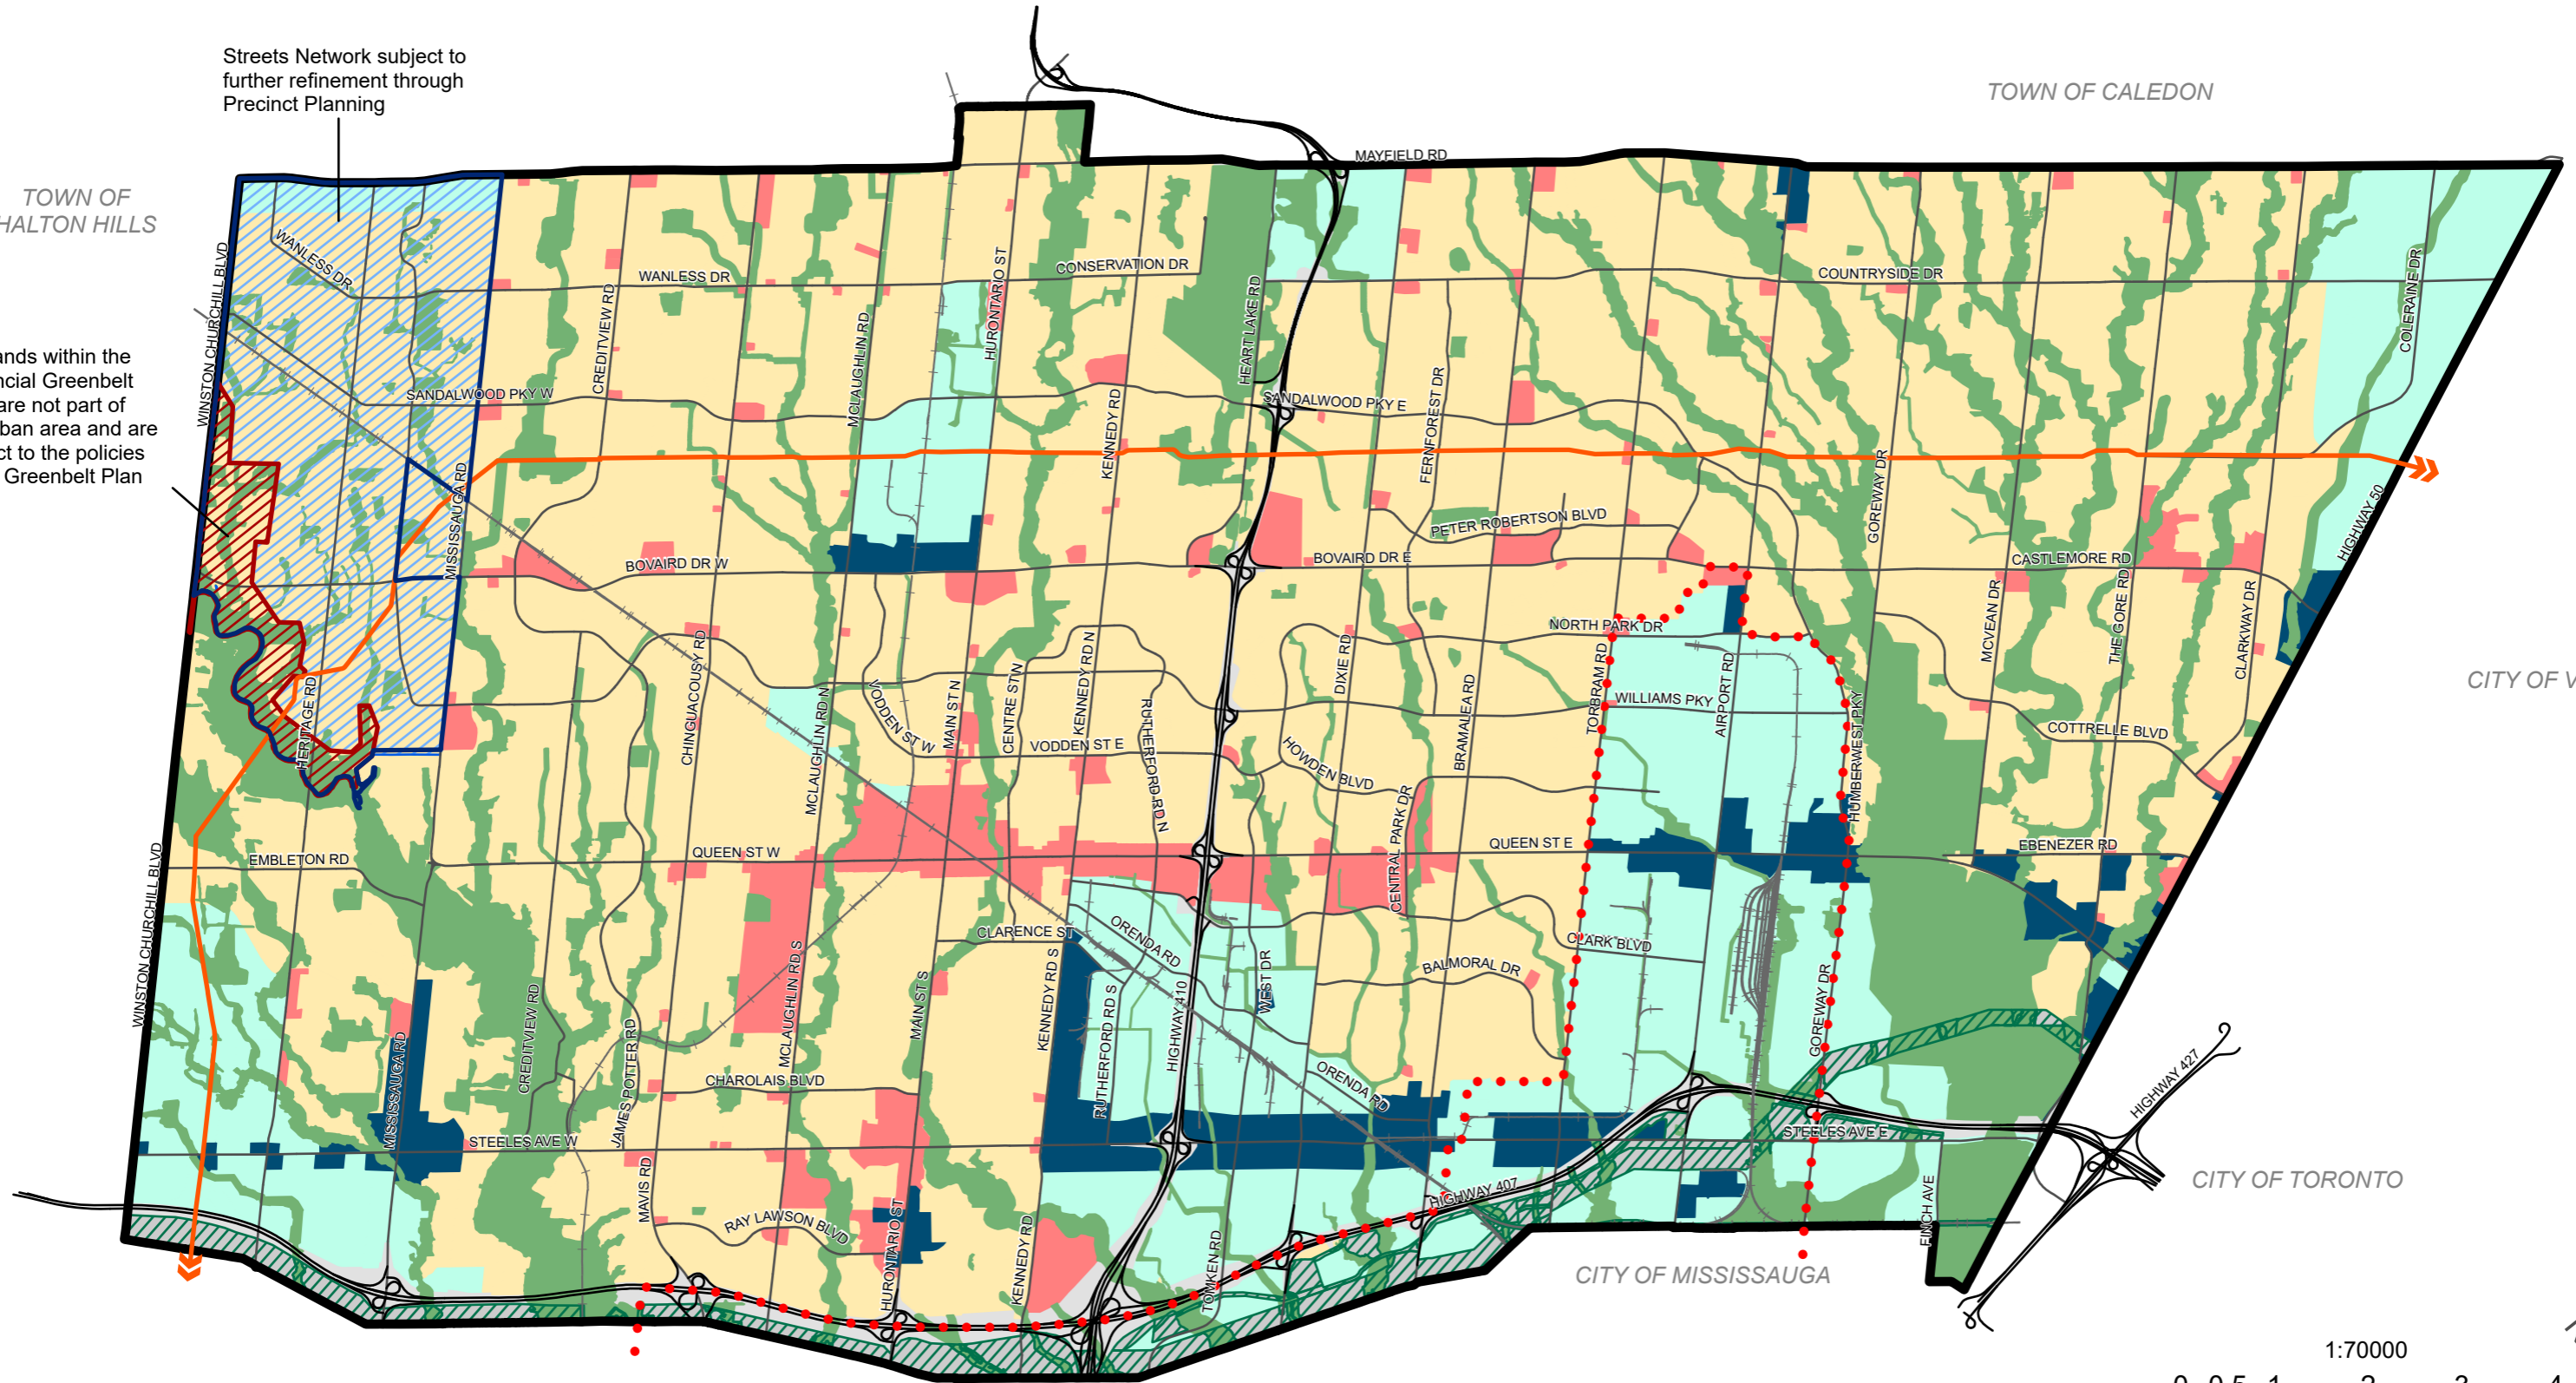 Streets Network subject to
further refinement through
Precinct Planning
TOWN OF CALEDON
TOWN OF
HALTON HILLS
MAYFIELD RD
WINSTON CHURCHILL BLVD
WANLESS DR
WANLESS DR
CONSERVATION DR
COUNTRYSIDE DR
CREDITVIEW RD
MCLAUGHLIN RD
HURONTARIO ST
HEART LAKE RD
COLERAINE DR
ands within the
ncial Greenbelt
are not part of
ban area and are
ct to the policies
Greenbelt Plan
SANDALWOOD PKY W
SANDALWOOD PKY E
KENNEDY RD
FERNFOREST DR
MISSISSAUGA RD
GOREWAY DR
HIGHWAY 50
PETER ROBERTSON BLVD
BOVAIRD DR W
BOVAIRD DR E
CASTLEMORE RD
NORTH PARK DR
MCVEAN DR
THE GORE RD
CLARKWAY DR
CITY OF V
HERITAGE RD
CHINGUACOUSY RD
MCLAUGHLIN RD N
VODDEN ST W
MAIN ST N
CENTRE ST N
KENNEDY RD N
RUTHERFORD RD N
DIXIE RD
BRAMALEA RD
TORBRAM RD
WILLIAMS PKY
AIRPORT RD
HUMBERWEST PKY
COTTRELLE BLVD
VODDEN ST E
HOWDEN BLVD
CENTRAL PARK DR
EMBLETON RD
QUEEN ST W
QUEEN ST E
EBENEZER RD
WINSTON CHURCHILL BLVD
CLARENCE ST
ORENDA RD
CLARK BLVD
BALMORAL DR
WEST DR
MCLAUGHLIN RD S
MAIN ST S
KENNEDY RD S
RUTHERFORD RD S
HIGHWAY 410
GOREWAY DR
CREDITVIEW RD
JAMES POTTER RD
MISSISSAUGA RD
CHAROLAIS BLVD
ORENDA RD
HIGHWAY 427
STEELES AVE W
STEELES AVE E
MAVIS RD
RAY LAWSON BLVD
HURONTARIO ST
KENNEDY RD
TOMKEN RD
HIGHWAY 407
FINCH AVE
CITY OF TORONTO
CITY OF MISSISSAUGA
1:70000
0 0.5 1 2 3 4